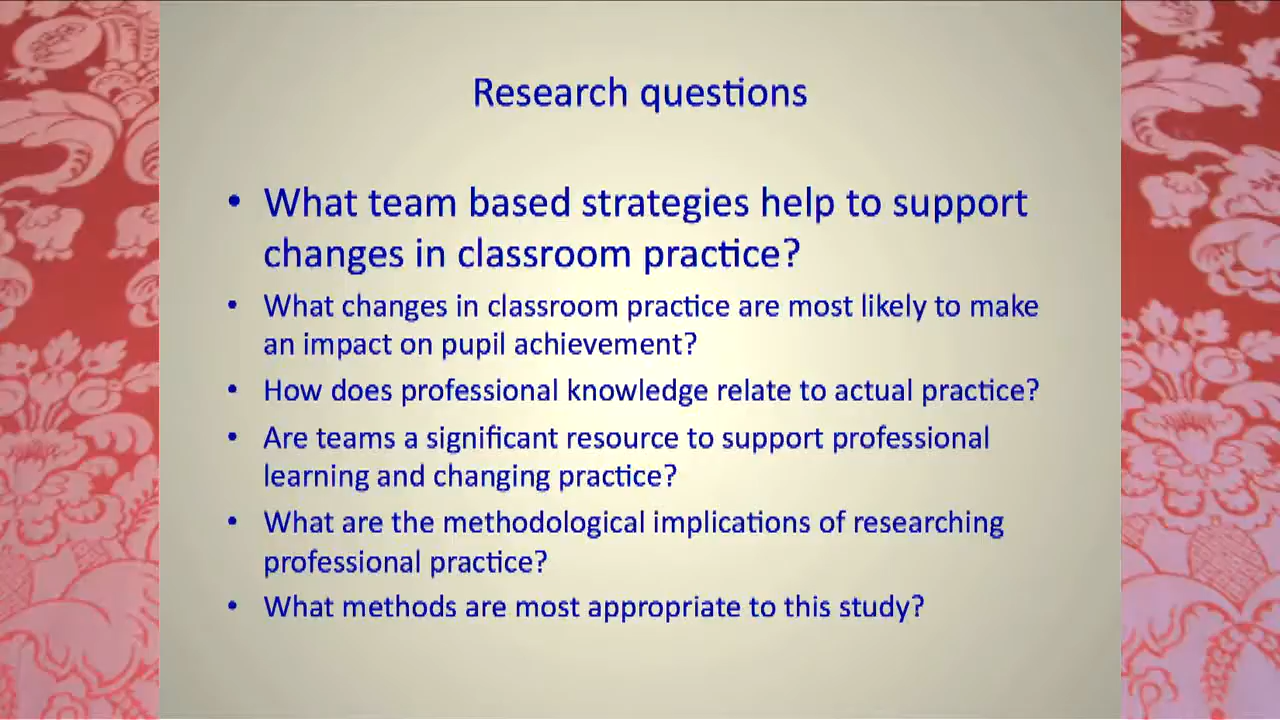 Research questions
• What team based strategies help to support
changes in classroom practice?
• What changes in classroom practice are most likely to make
an impact on pupil achievement?
• How does professional knowledge relate to actual practice?
• Are teams a significant resource to support professional
learning and changing practice?
• What are the methodological implications of researching
professional practice?
• What methods are most appropriate to this study?